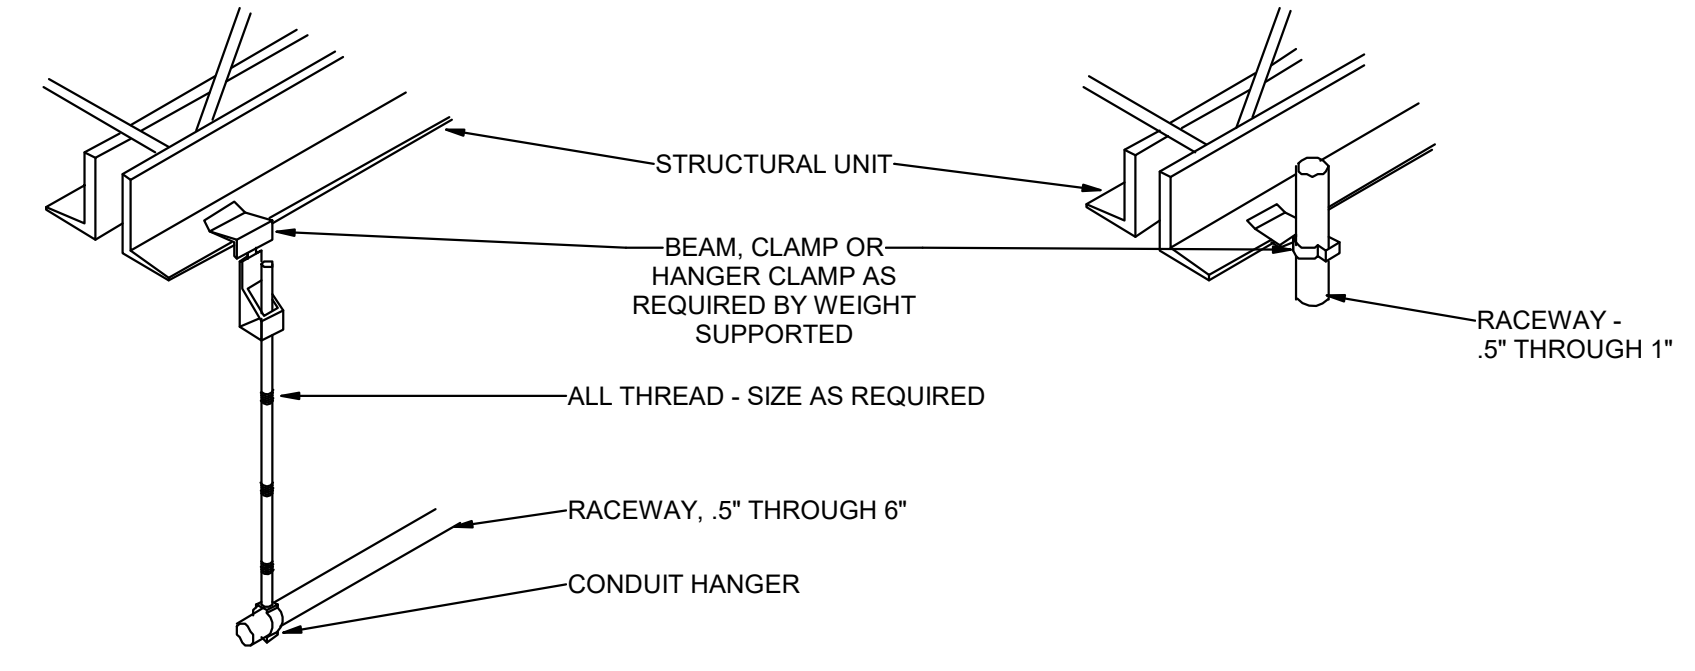 STRUCTURAL UNIT
BEAM, CLAMP OR
HANGER CLAMP AS
REQUIRED BY WEIGHT
SUPPORTED
RACEWAY -
.5" THROUGH 1"
ALL THREAD - SIZE AS REQUIRED
RACEWAY, .5" THROUGH 6"
CONDUIT HANGER